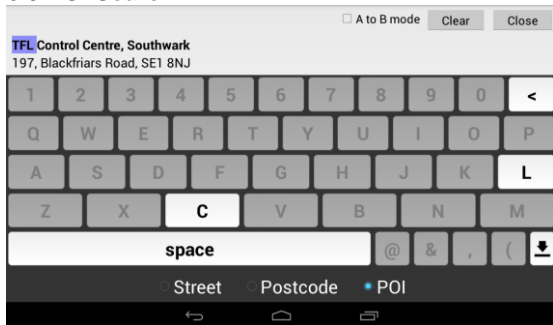 A to B mode Clear Close
TFL Control Centre, Southwark
197, Blackfriars Road, SE1 8NJ
1 2 3 4 5 6 7 8 9 0 <
Q W E R T Y U I O P
A S D F G H J K L
Z X C V B N M
space @ & , (
Street Postcode POI